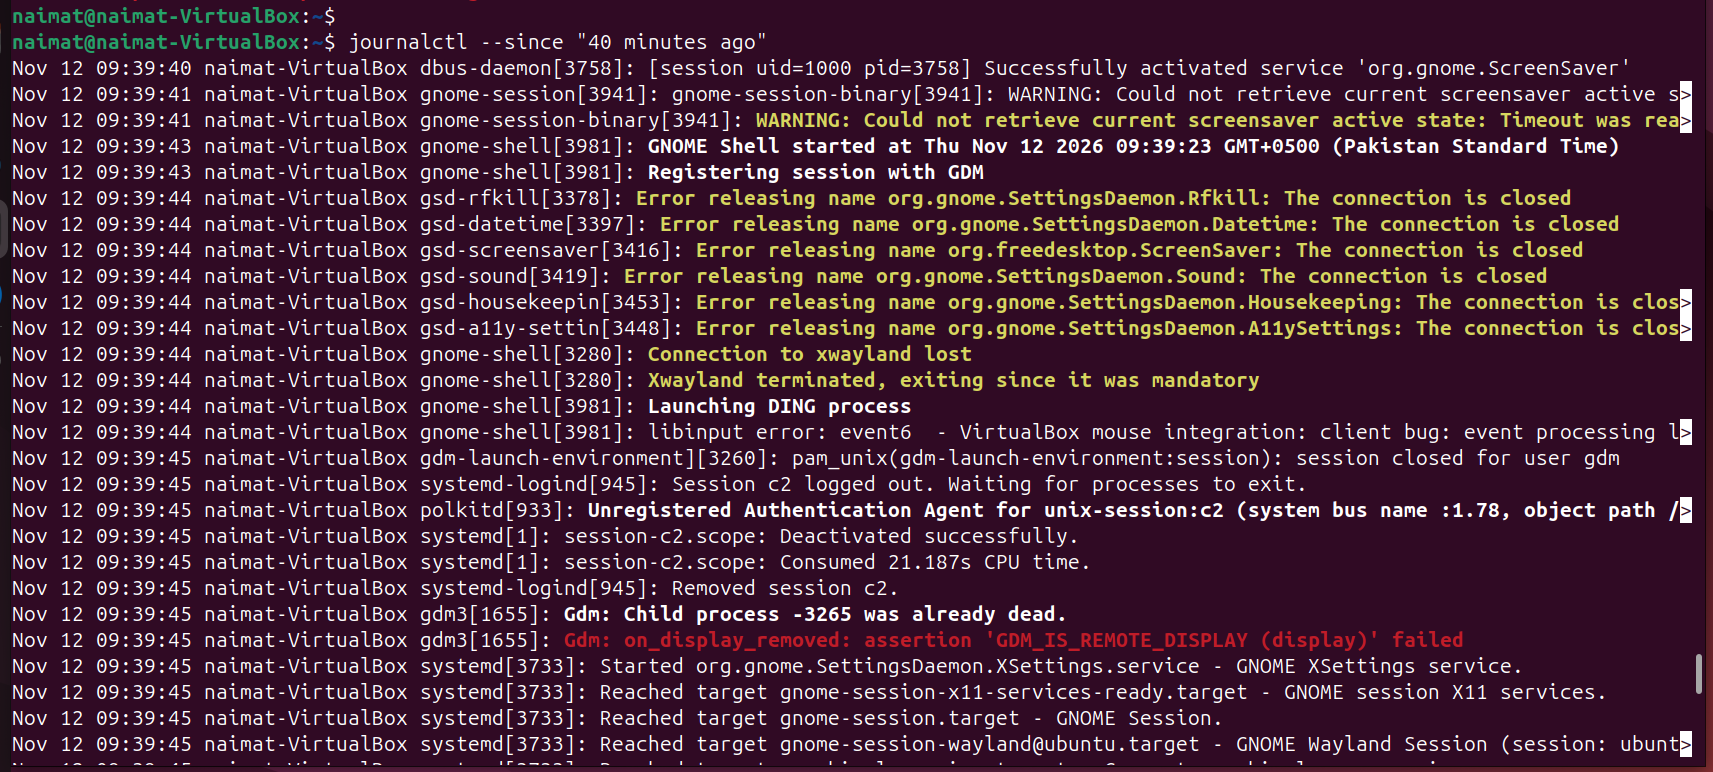 naimat@naimat-VirtualBox:~$
naimat@naimat-VirtualBox:~$ journalctl --since "40 minutes ago"
Nov 12 09:39:40 naimat-VirtualBox dbus-daemon[3758]: [session uid=1000 pid=3758] Successfully activated service 'org.gnome.ScreenSaver'
Nov 12 09:39:41 naimat-VirtualBox gnome-session[3941]: gnome-session-binary[3941]: WARNING: Could not retrieve current screensaver active s>
Nov 12 09:39:41 naimat-VirtualBox gnome-session-binary[3941]: WARNING: Could not retrieve current screensaver active state: Timeout was rea>
Nov 12 09:39:43 naimat-VirtualBox gnome-shell[3981]: GNOME Shell started at Thu Nov 12 2026 09:39:23 GMT+0500 (Pakistan Standard Time)
Nov 12 09:39:43 naimat-VirtualBox gnome-shell[3981]: Registering session with GDM
Nov 12 09:39:44 naimat-VirtualBox gsd-rfkill[3378]: Error releasing name org.gnome.SettingsDaemon.Rfkill: The connection is closed
Nov 12 09:39:44 naimat-VirtualBox gsd-datetime[3397]: Error releasing name org.gnome.SettingsDaemon.Datetime: The connection is closed
Nov 12 09:39:44 naimat-VirtualBox gsd-screensaver[3416]: Error releasing name org.freedesktop.ScreenSaver: The connection is closed
Nov 12 09:39:44 naimat-VirtualBox gsd-sound[3419]: Error releasing name org.gnome.SettingsDaemon.Sound: The connection is closed
Nov 12 09:39:44 naimat-VirtualBox gsd-housekeepin[3453]: Error releasing name org.gnome.SettingsDaemon.Housekeeping: The connection is clos>
Nov 12 09:39:44 naimat-VirtualBox gsd-a11y-settin[3448]: Error releasing name org.gnome.SettingsDaemon.A11ySettings: The connection is clos>
Nov 12 09:39:44 naimat-VirtualBox gnome-shell[3280]: Connection to xwayland lost
Nov 12 09:39:44 naimat-VirtualBox gnome-shell[3280]: Xwayland terminated, exiting since it was mandatory
Nov 12 09:39:44 naimat-VirtualBox gnome-shell[3981]: Launching DING process
Nov 12 09:39:44 naimat-VirtualBox gnome-shell[3981]: libinput error: event6  - VirtualBox mouse integration: client bug: event processing l>
Nov 12 09:39:45 naimat-VirtualBox gdm-launch-environment][3260]: pam_unix(gdm-launch-environment:session): session closed for user gdm
Nov 12 09:39:45 naimat-VirtualBox systemd-logind[945]: Session c2 logged out. Waiting for processes to exit.
Nov 12 09:39:45 naimat-VirtualBox polkitd[933]: Unregistered Authentication Agent for unix-session:c2 (system bus name :1.78, object path />
Nov 12 09:39:45 naimat-VirtualBox systemd[1]: session-c2.scope: Deactivated successfully.
Nov 12 09:39:45 naimat-VirtualBox systemd[1]: session-c2.scope: Consumed 21.187s CPU time.
Nov 12 09:39:45 naimat-VirtualBox systemd-logind[945]: Removed session c2.
Nov 12 09:39:45 naimat-VirtualBox gdm3[1655]: Gdm: Child process -3265 was already dead.
Nov 12 09:39:45 naimat-VirtualBox gdm3[1655]: Gdm: on_display_removed: assertion 'GDM_IS_REMOTE_DISPLAY (display)' failed
Nov 12 09:39:45 naimat-VirtualBox systemd[3733]: Started org.gnome.SettingsDaemon.XSettings.service - GNOME XSettings service.
Nov 12 09:39:45 naimat-VirtualBox systemd[3733]: Reached target gnome-session-x11-services-ready.target - GNOME session X11 services.
Nov 12 09:39:45 naimat-VirtualBox systemd[3733]: Reached target gnome-session.target - GNOME Session.
Nov 12 09:39:45 naimat-VirtualBox systemd[3733]: Reached target gnome-session-wayland@ubuntu.target - GNOME Wayland Session (session: ubunt>